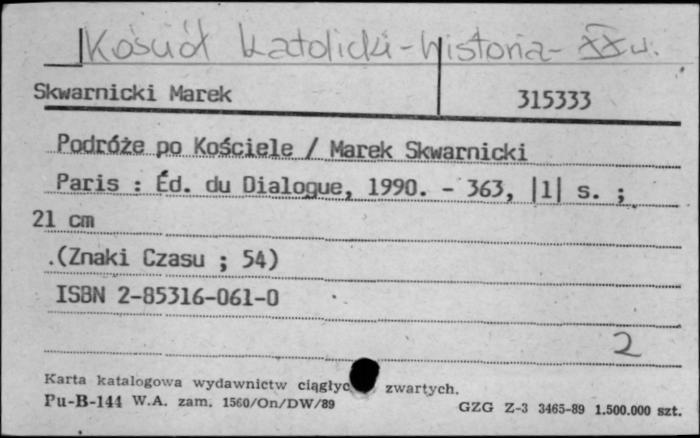 Kościół katolicki - historia - XX w.
Skwarnicki Marek 315333
Podróże po Kościele / Marek Skwarnicki
Paris : Éd. du Dialogue, 1990. - 363, |1| s. ;
21 cm
.(Znaki Czasu ; 54)
ISBN 2-85316-061-0
2
Karta katalogowa wydawnictw zwartych.
Pu-B-144 W.A. zam. 1560/On/DW/89 GZG Z-3 3465-89 1.500.000 szt.